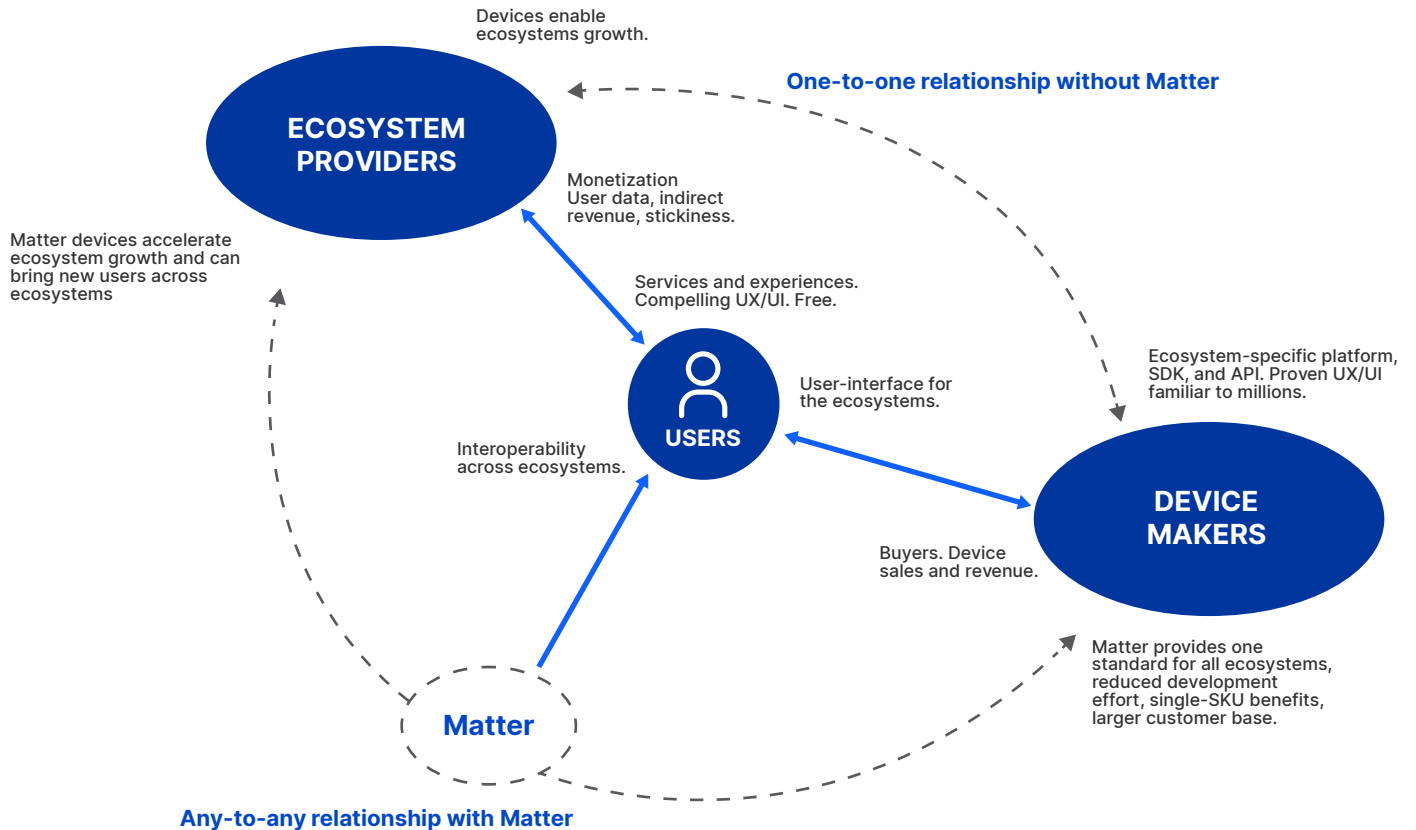 Devices enable
ecosystems growth.
One-to-one relationship without Matter
ECOSYSTEM
PROVIDERS
Monetization
User data, indirect
revenue, stickiness.
Matter devices accelerate
ecosystem growth and can
bring new users across
ecosystems
Services and experiences.
Compelling UX/UI. Free.
Ecosystem-specific platform,
SDK, and API. Proven UX/UI
familiar to millions.
User-interface for
the ecosystems.
USERS
Interoperability
across ecosystems.
DEVICE
MAKERS
Buyers. Device
sales and revenue.
Matter provides one
standard for all ecosystems,
reduced development
effort, single-SKU benefits,
larger customer base.
Matter
Any-to-any relationship with Matter